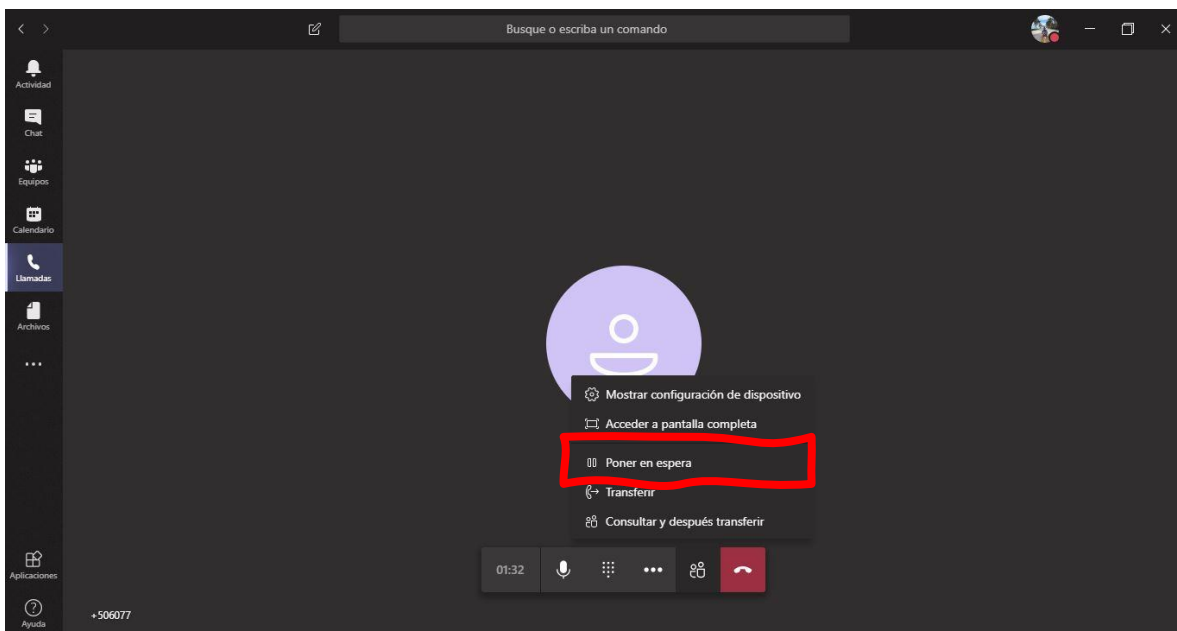 Busque o escriba un comando
Actividad
Chat
Equipos
Calendario
Llamadas
Archivos
Mostrar configuración de dispositivo
Acceder a pantalla completa
Poner en espera
Transferir
Consultar y después transferir
01:32
Aplicaciones
Ayuda
+506077